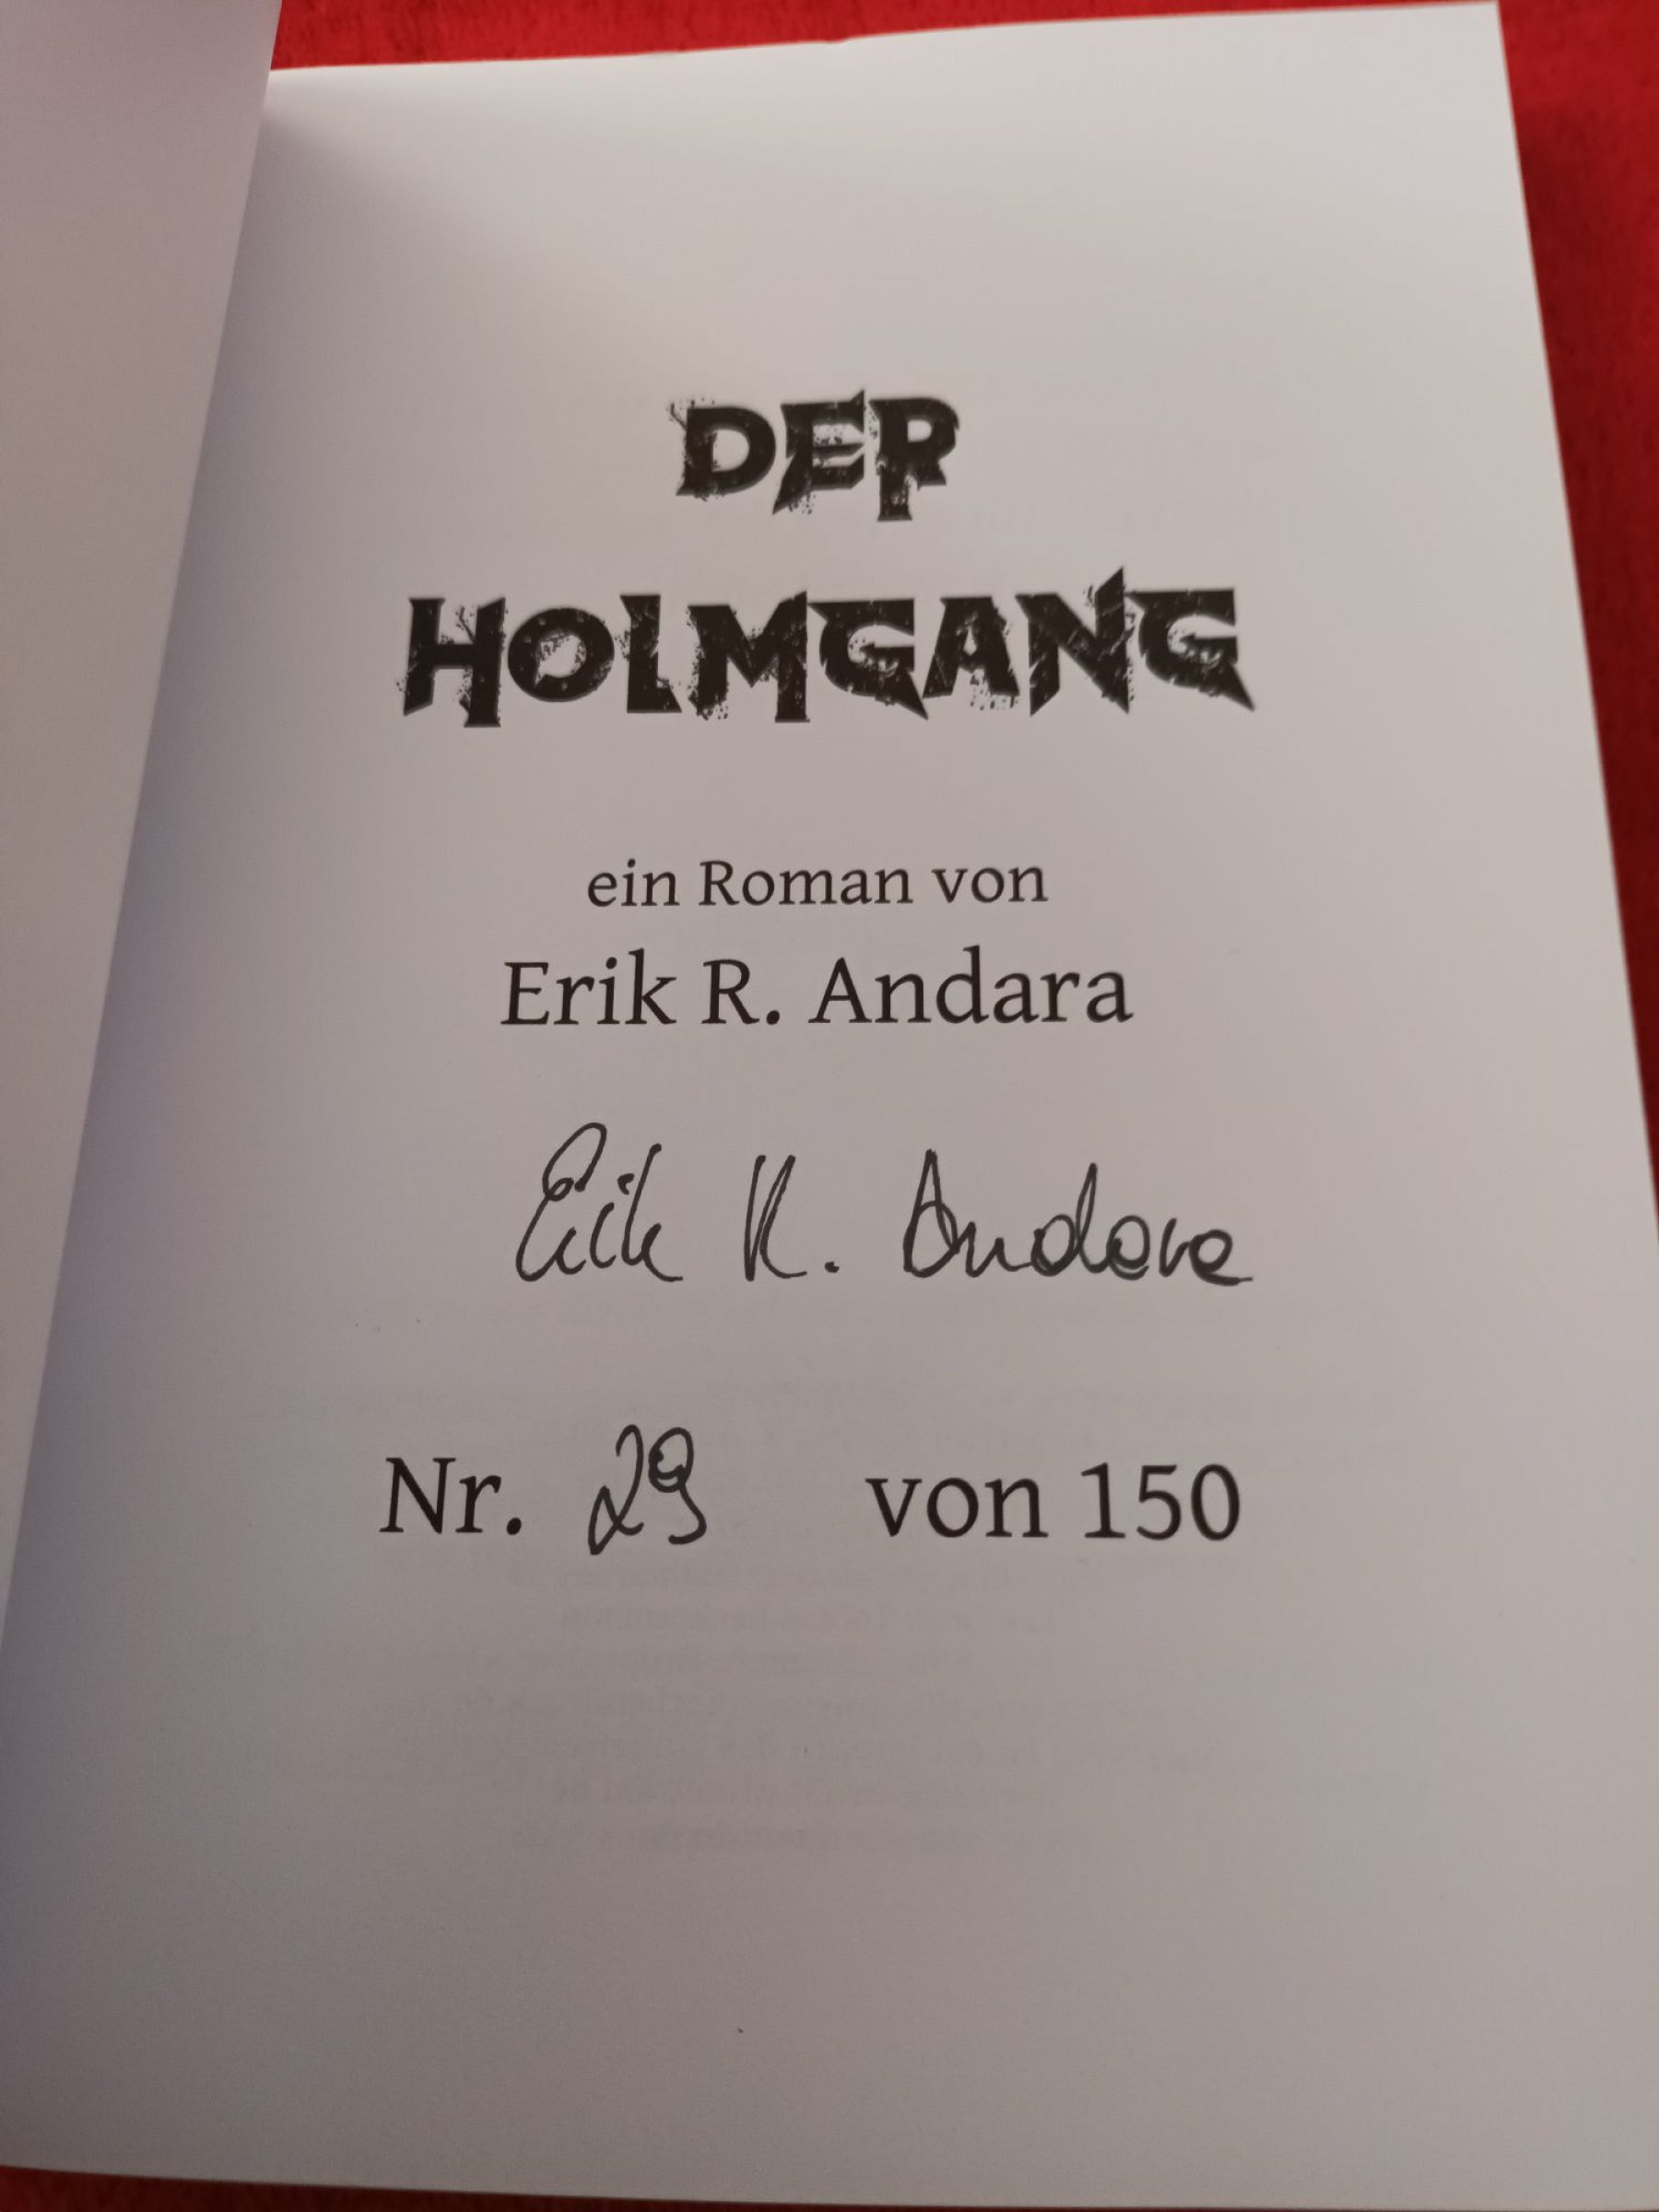 DER
HOLMGANG
ein Roman von
Erik R. Andara
Erik R. Andara
Nr. 29 von 150